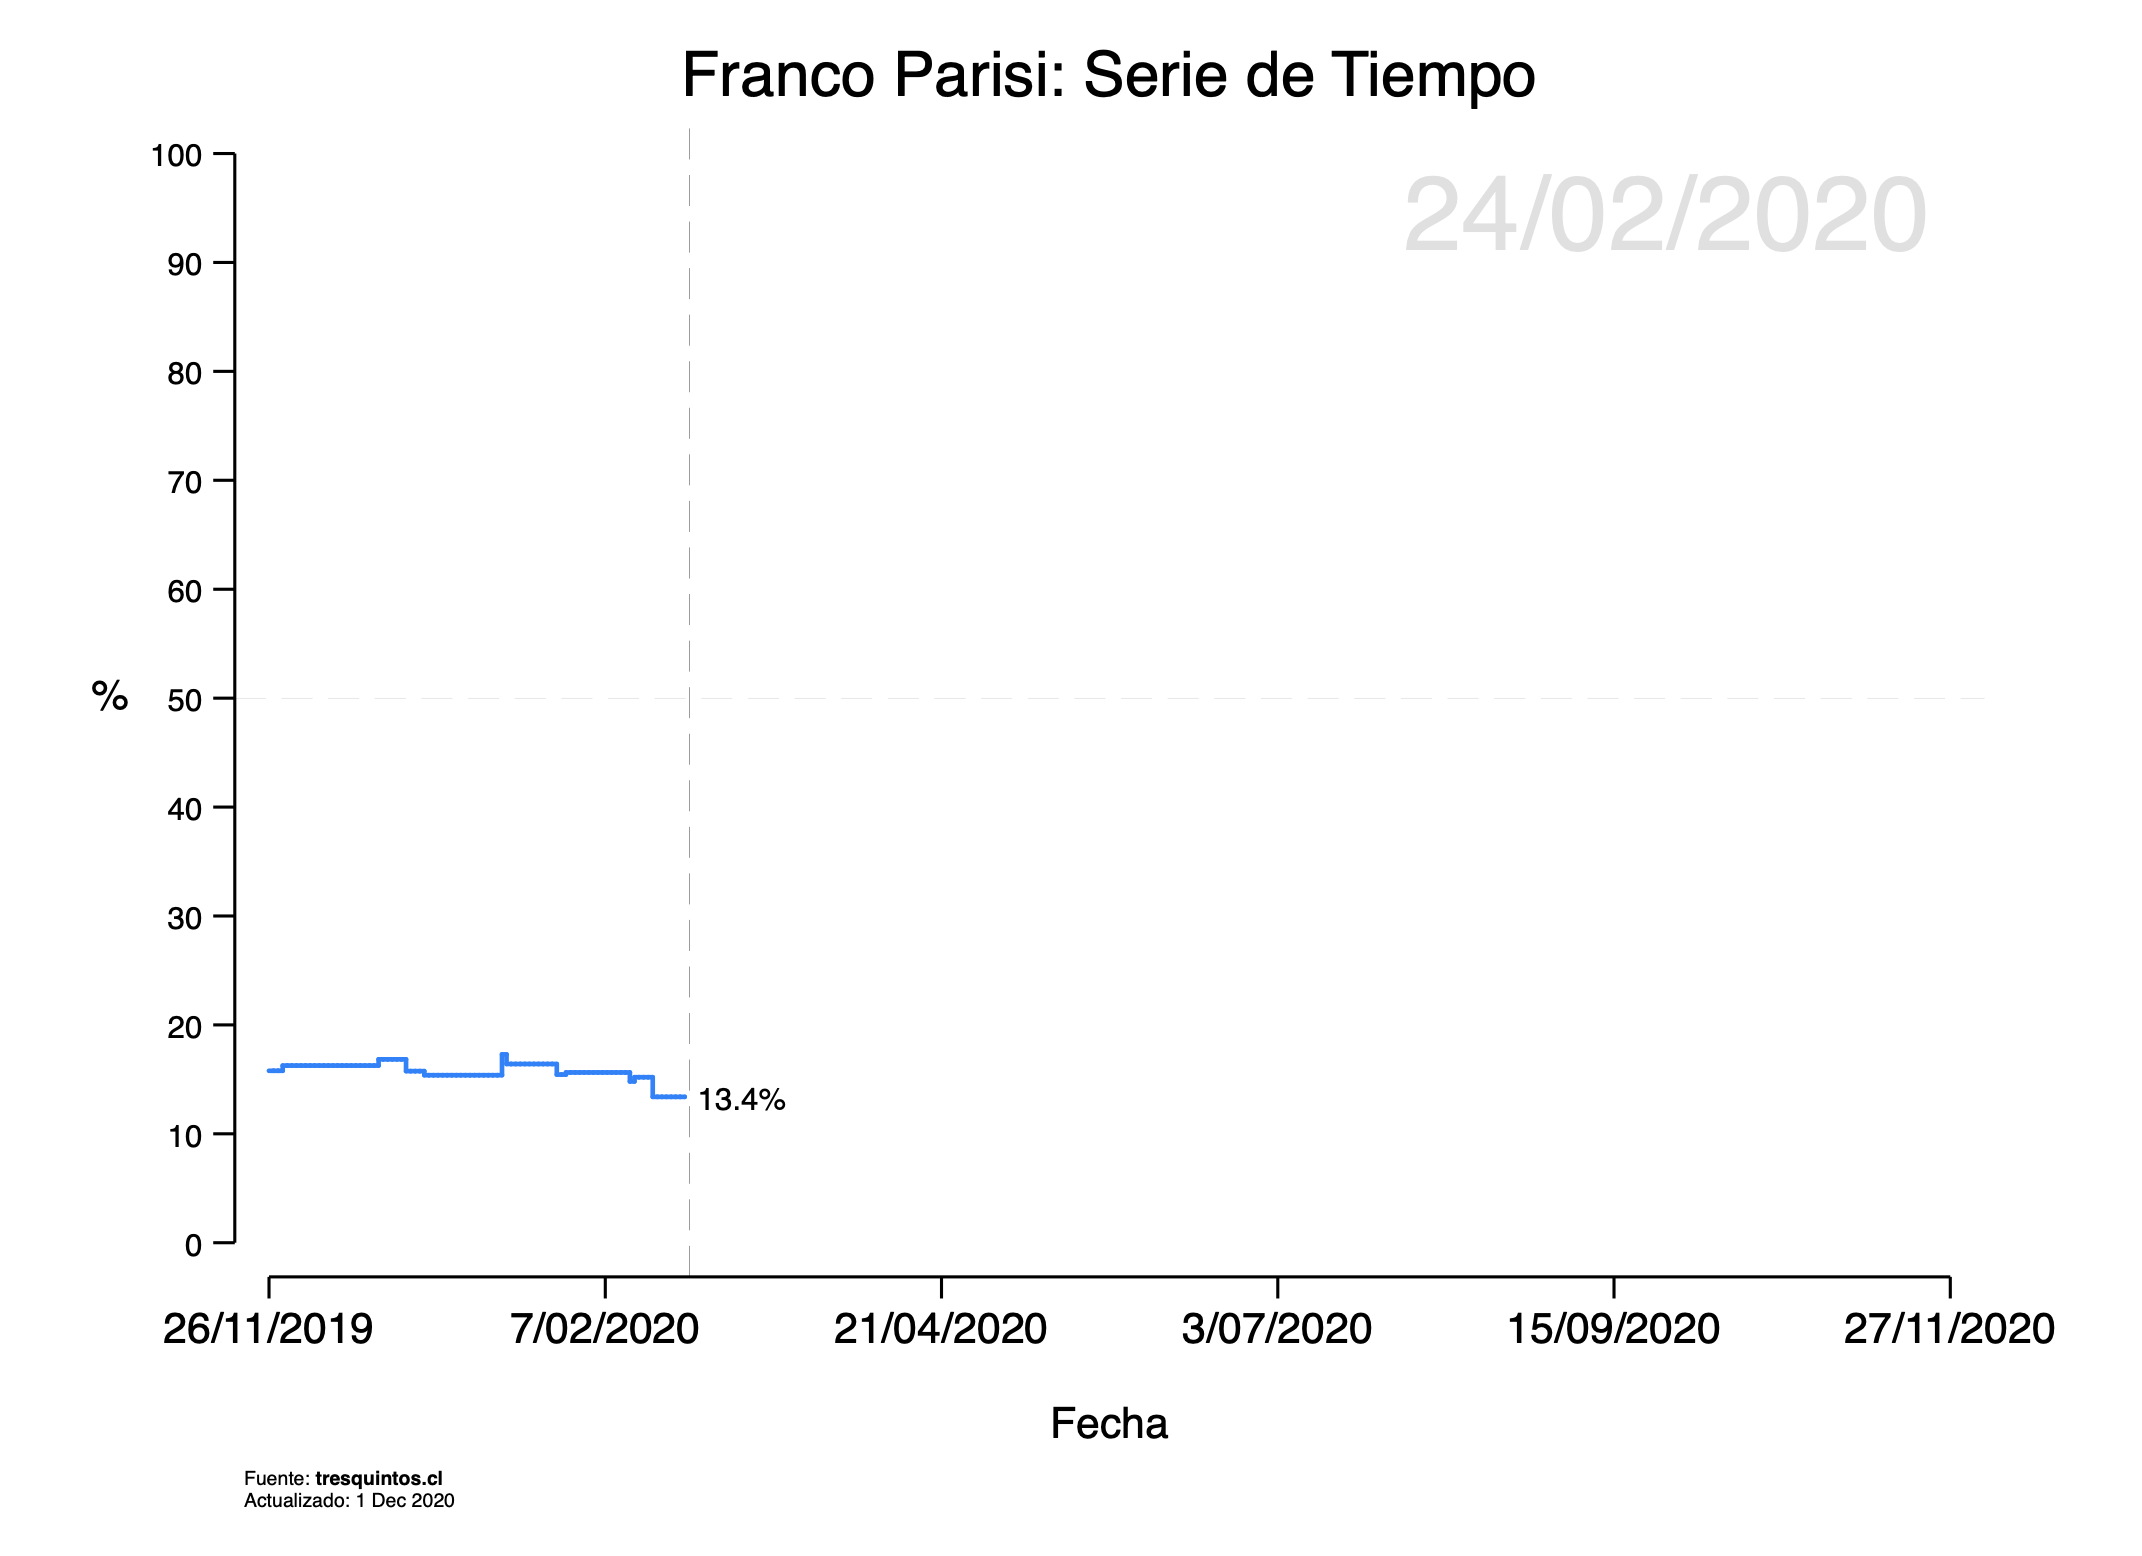 Franco Parisi: Serie de Tiempo
24/02/2020
100
90
80
70
60
50
40
30
20
10
0
%
13.4%
26/11/2019 7/02/2020 21/04/2020 3/07/2020 15/09/2020 27/11/2020
Fecha
Fuente: tresquintos.cl
Actualizado: 1 Dec 2020